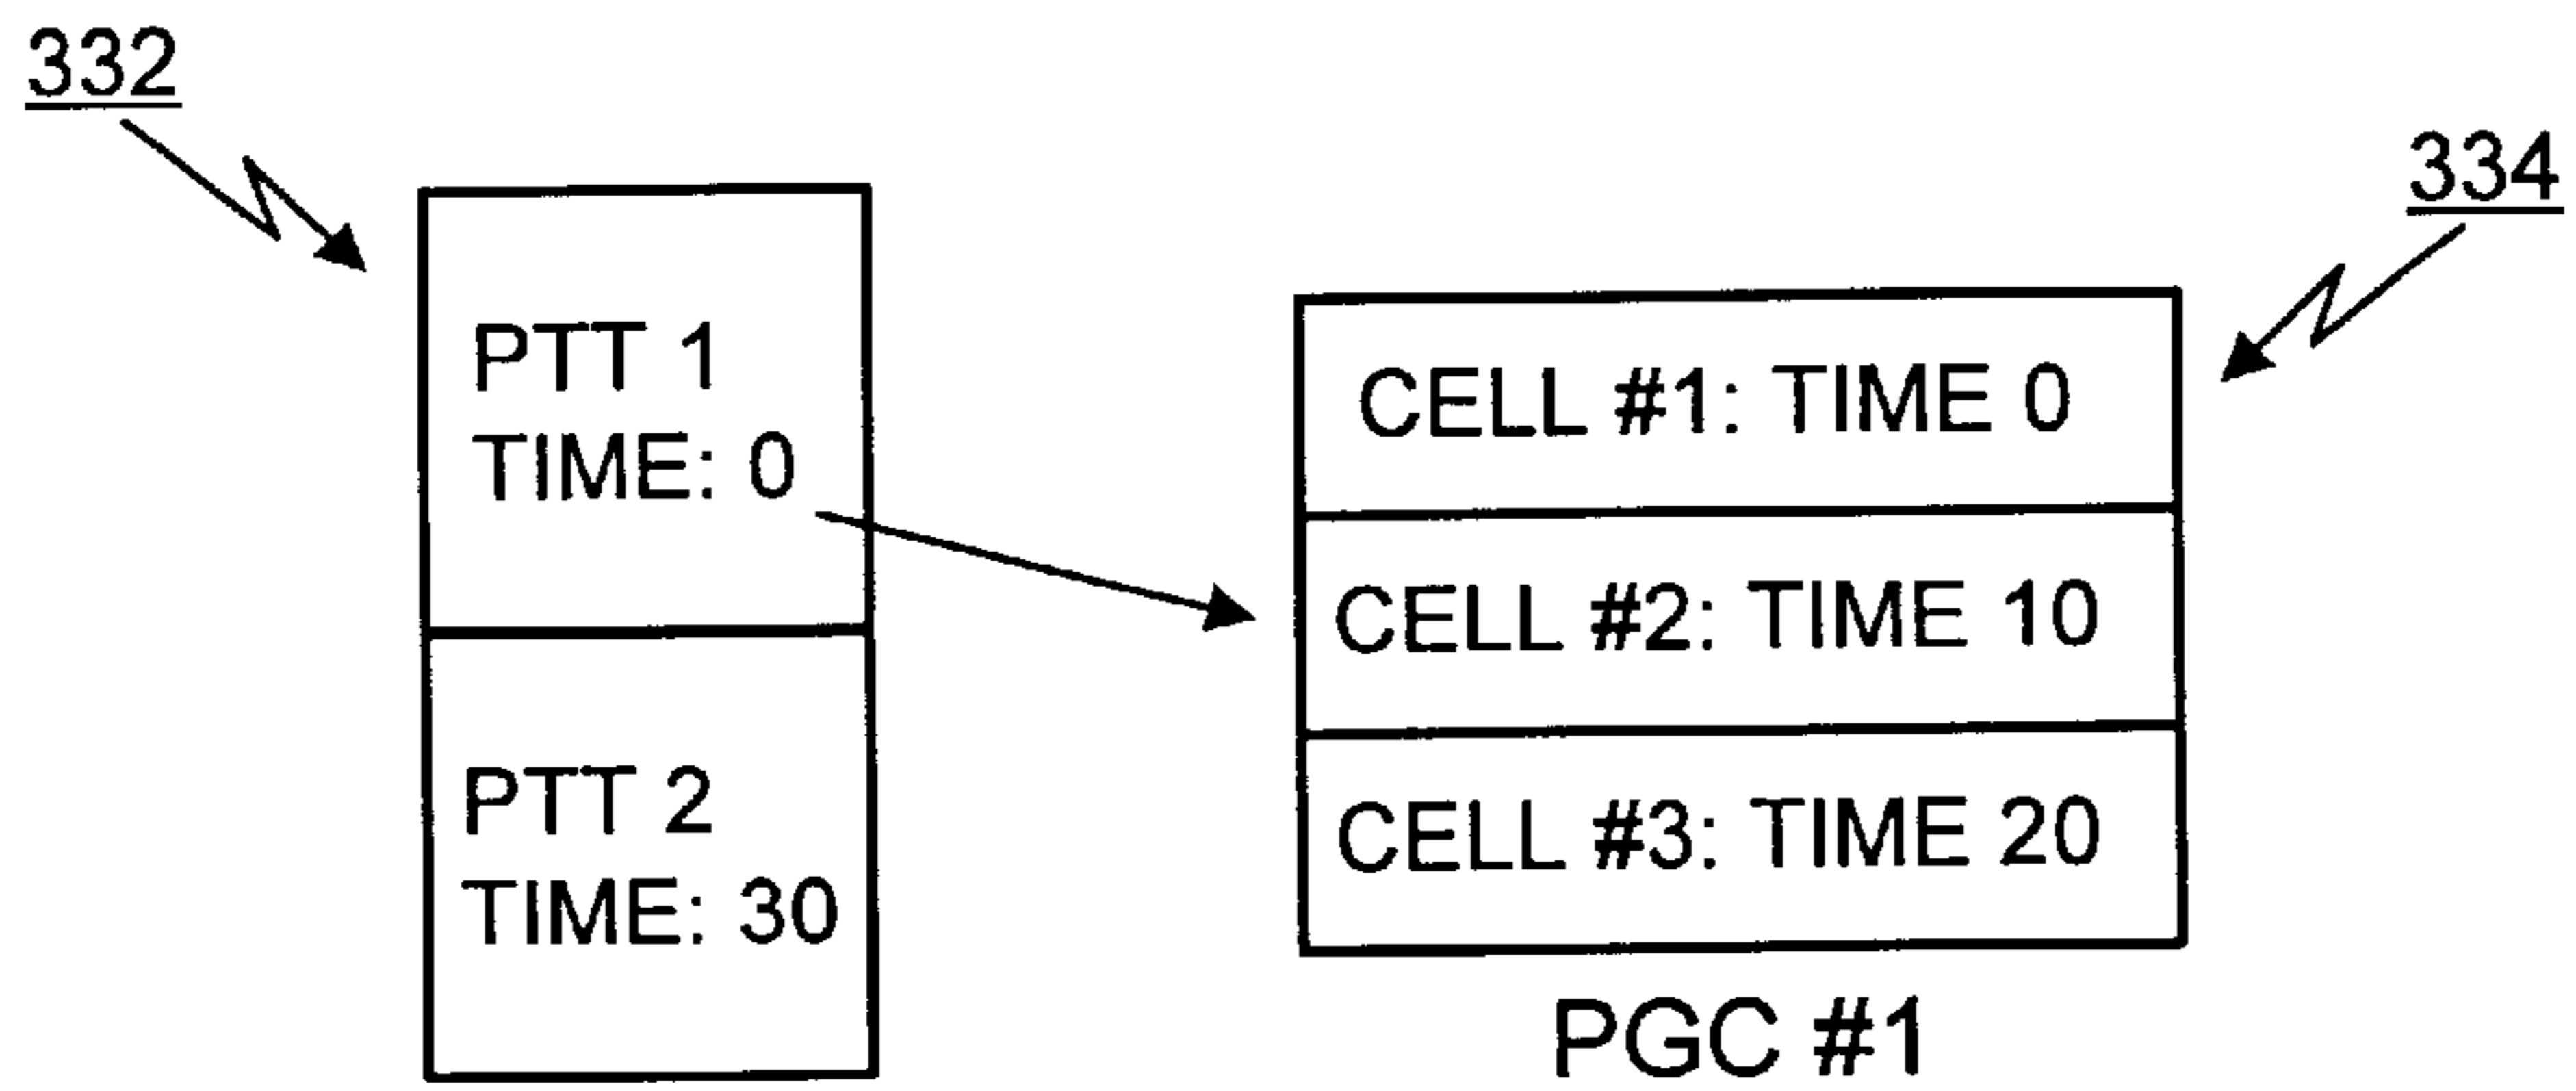 332
334
PTT 1
TIME: 0
PTT 2
TIME: 30
CELL #1: TIME 0
CELL #2: TIME 10
CELL #3: TIME 20
PGC #1